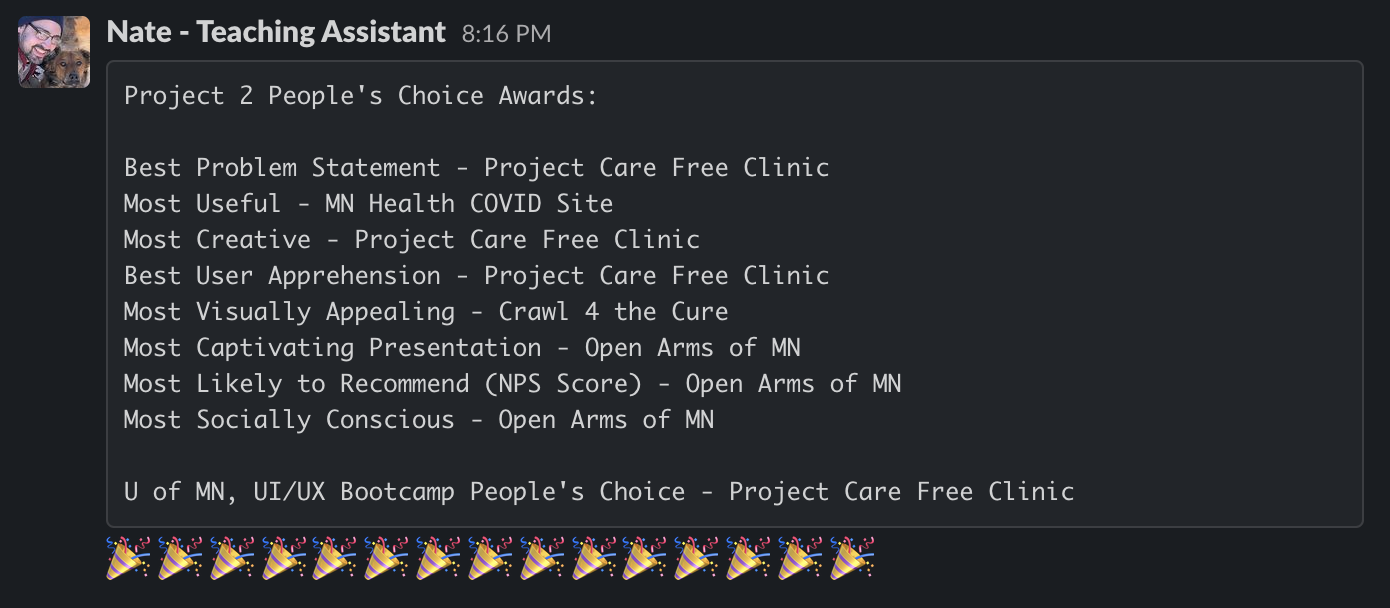 Nate - Teaching Assistant 8:16 PM
Project 2 People's Choice Awards:
Best Problem Statement - Project Care Free Clinic
Most Useful - MN Health COVID Site
Most Creative - Project Care Free Clinic
Best User Apprehension - Project Care Free Clinic
Most Visually Appealing - Crawl 4 the Cure
Most Captivating Presentation - Open Arms of MN
Most Likely to Recommend (NPS Score) - Open Arms of MN
Most Socially Conscious - Open Arms of MN
U of MN, UI/UX Bootcamp People's Choice - Project Care Free Clinic